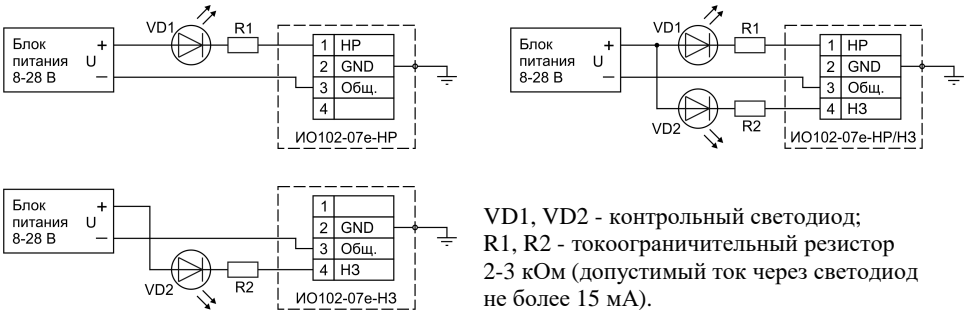 Блок
питания
8-28 В
U
+
–
VD1
R1
1 НР
2 GND
3 Общ.
4
ИО102-07е-НР
Блок
питания
8-28 В
U
+
–
VD1
R1
VD2
R2
1 НР
2 GND
3 Общ.
4 НЗ
ИО102-07е-НР/НЗ
Блок
питания
8-28 В
U
+
–
VD2
R2
1
2 GND
3 Общ.
4 НЗ
ИО102-07е-НЗ
VD1, VD2 - контрольный светодиод;
R1, R2 - токоограничительный резистор
2-3 кОм (допустимый ток через светодиод
не более 15 мА).